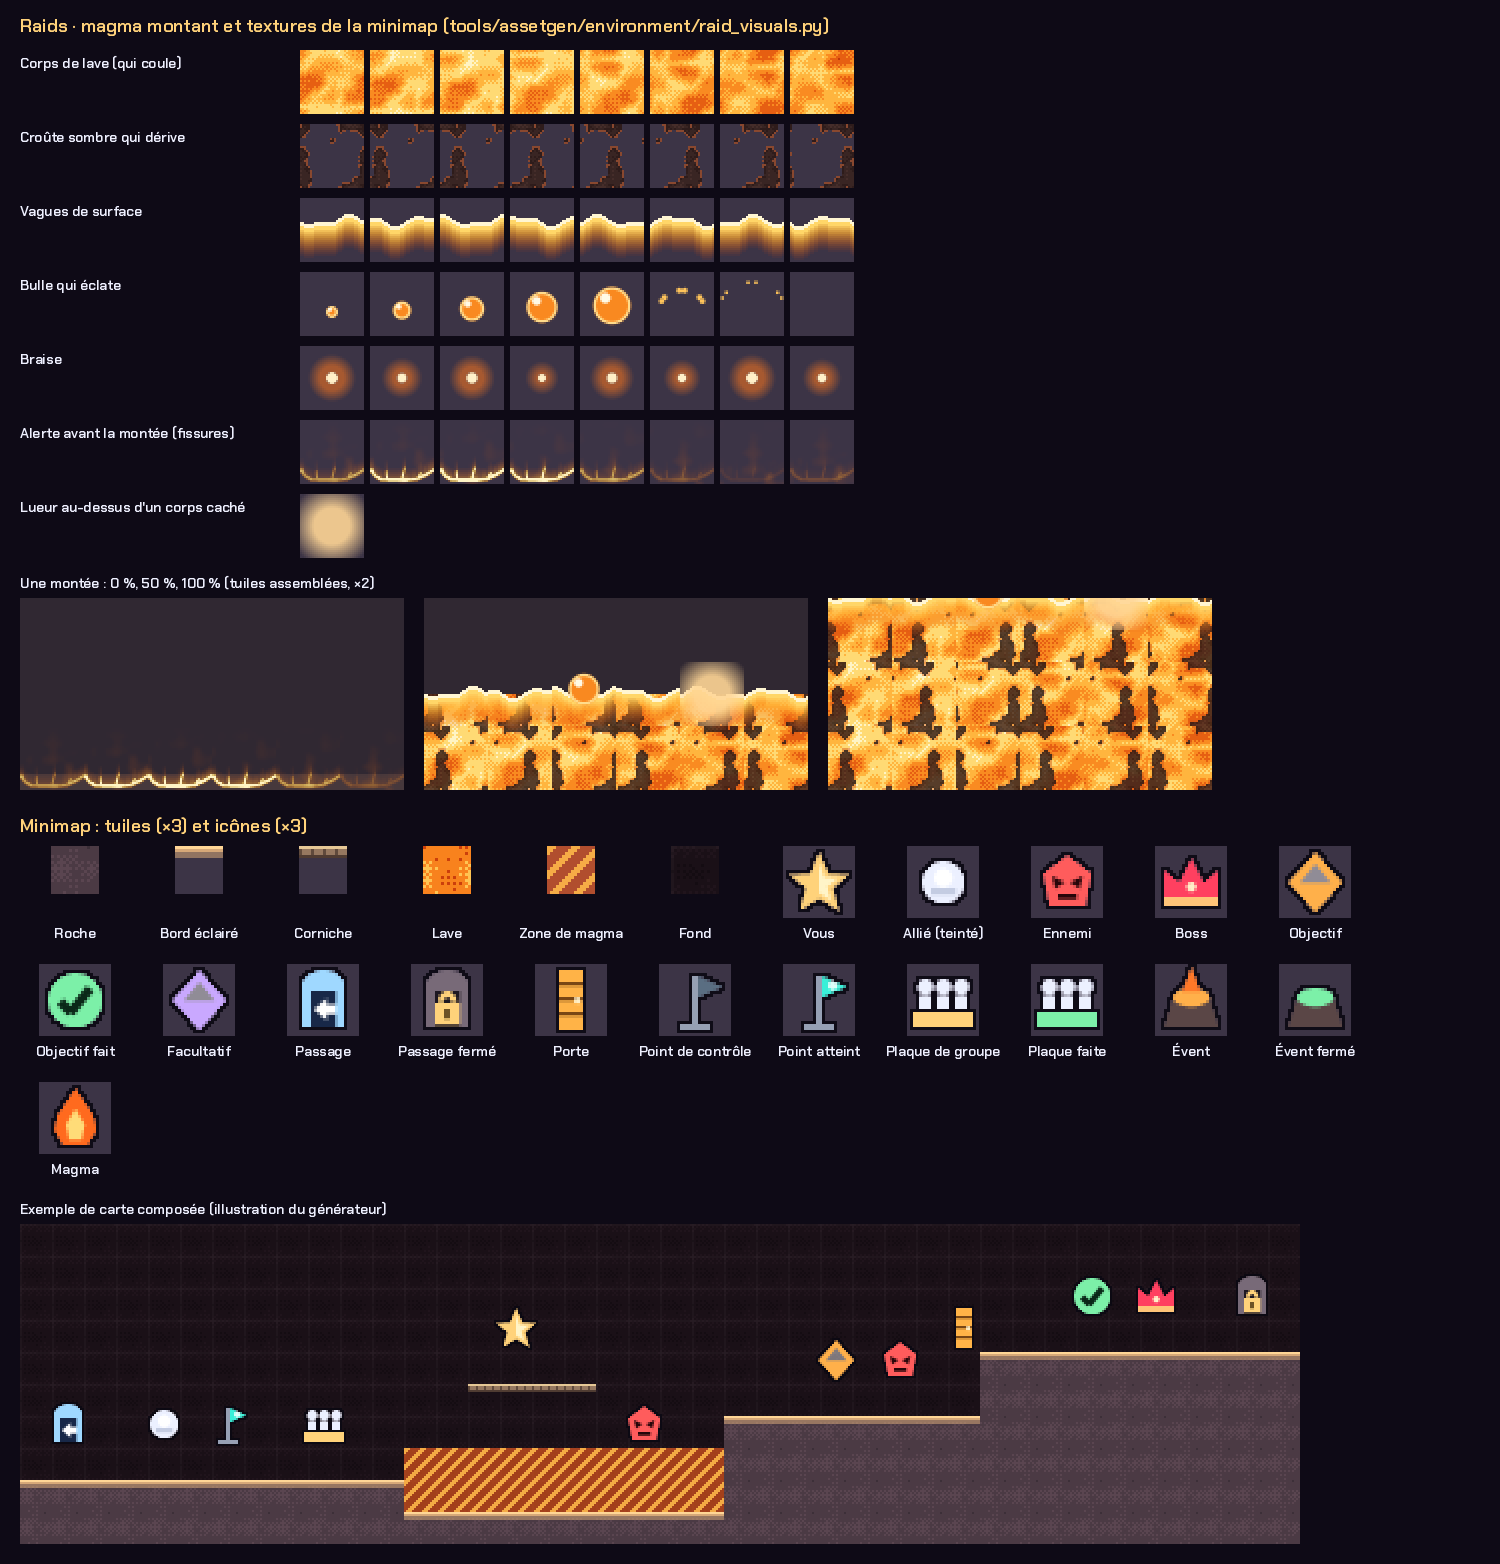 Raids · magma montant et textures de la minimap (tools/assetgen/environment/raid_visuals.py)
Corps de lave (qui coule)
Croûte sombre qui dérive
Vagues de surface
Bulle qui éclate
Braise
Alerte avant la montée (fissures)
Lueur au-dessus d'un corps caché
Une montée : 0 %, 50 %, 100 % (tuiles assemblées, ×2)
Minimap : tuiles (×3) et icônes (×3)
Roche Bord éclairé Corniche Lave Zone de magma Fond Vous Allié (teinté) Ennemi Boss Objectif
Objectif fait Facultatif Passage Passage fermé Porte Point de contrôle Point atteint Plaque de groupe Plaque faite Évent Évent fermé
Magma
Exemple de carte composée (illustration du générateur)